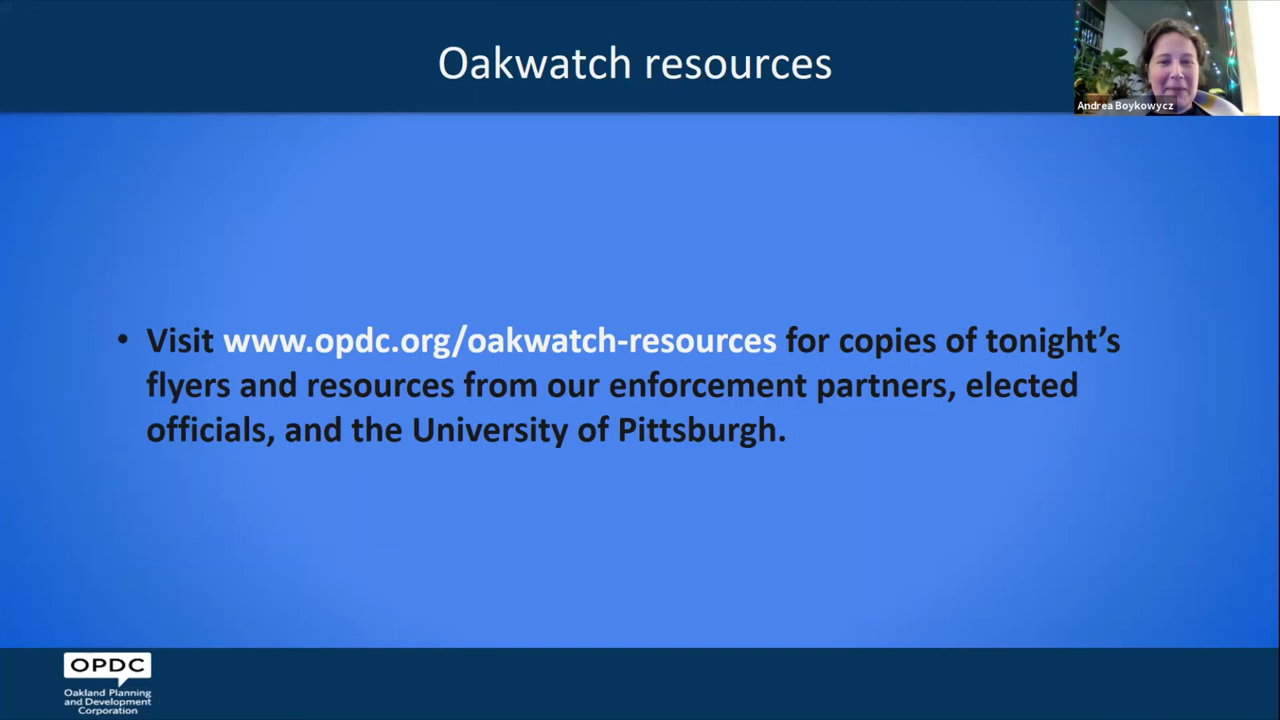 Oakwatch resources
Andrea Boykowycz
• Visit www.opdc.org/oakwatch-resources for copies of tonight’s
flyers and resources from our enforcement partners, elected
officials, and the University of Pittsburgh.
OPDC
Oakland Planning
and Development
Corporation